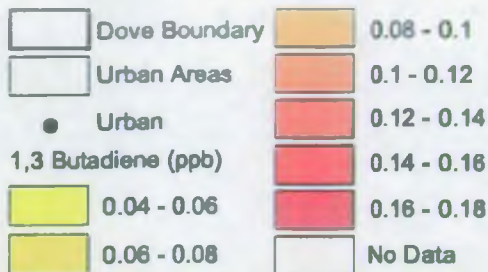 Dove Boundary
Urban Areas
Urban
1,3 Butadiene (ppb)
0.04 - 0.06
0.06 - 0.08
0.08 - 0.1
0.1 - 0.12
0.12 - 0.14
0.14 - 0.16
0.16 - 0.18
No Data